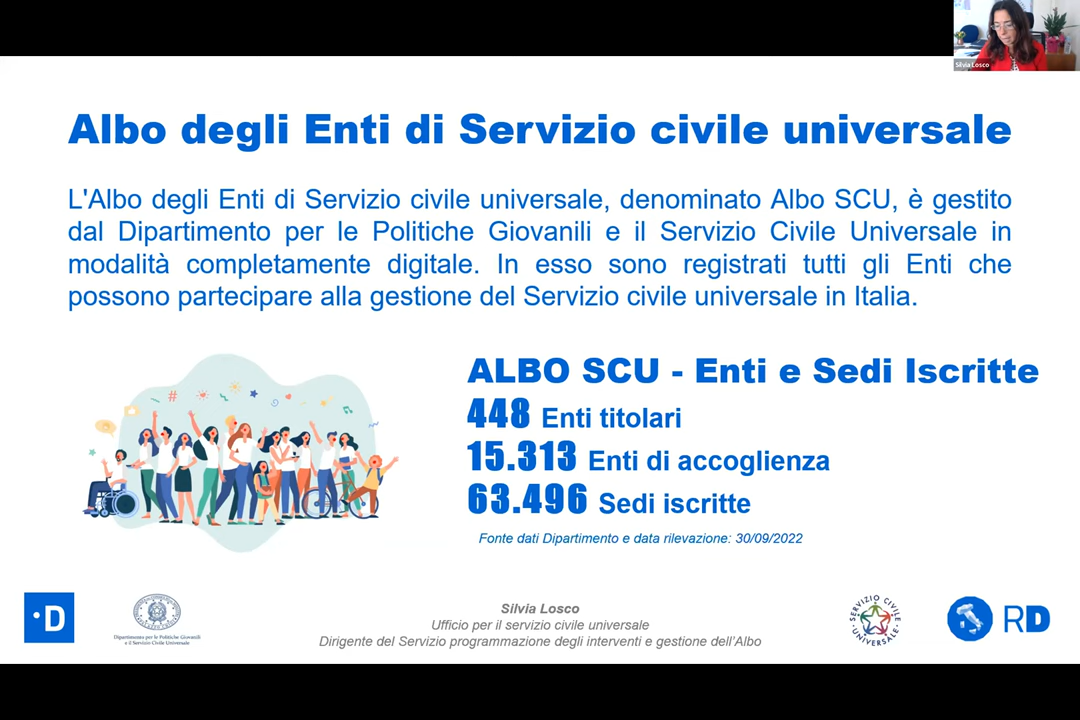 Silvia Losco
Albo degli Enti di Servizio civile universale
L'Albo degli Enti di Servizio civile universale, denominato Albo SCU, è gestito
dal Dipartimento per le Politiche Giovanili e il Servizio Civile Universale in
modalità completamente digitale. In esso sono registrati tutti gli Enti che
possono partecipare alla gestione del Servizio civile universale in Italia.
#
ALBO SCU - Enti e Sedi Iscritte
448 Enti titolari
15.313 Enti di accoglienza
63.496 Sedi iscritte
Fonte dati Dipartimento e data rilevazione: 30/09/2022
·D
Dipartimento per le Politiche Giovanili
e il Servizio Civile Universale
Silvia Losco
Ufficio per il servizio civile universale
Dirigente del Servizio programmazione degli interventi e gestione dell'Albo
SERVIZIO CIVILE
UNIVERSALE
RD